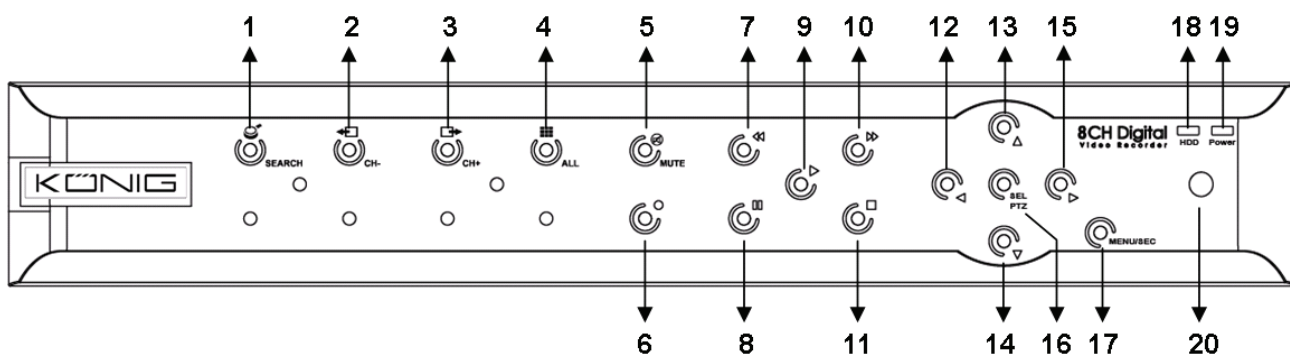 1 2 3 4 5 7 9 10 12 13 15 18 19
8CH Digital
Video Recorder
HDD Power
SEARCH CH- CH+ ALL MUTE
KÖNIG
SEL
PTZ
MENU/SEC
6 8 11 14 16 17 20